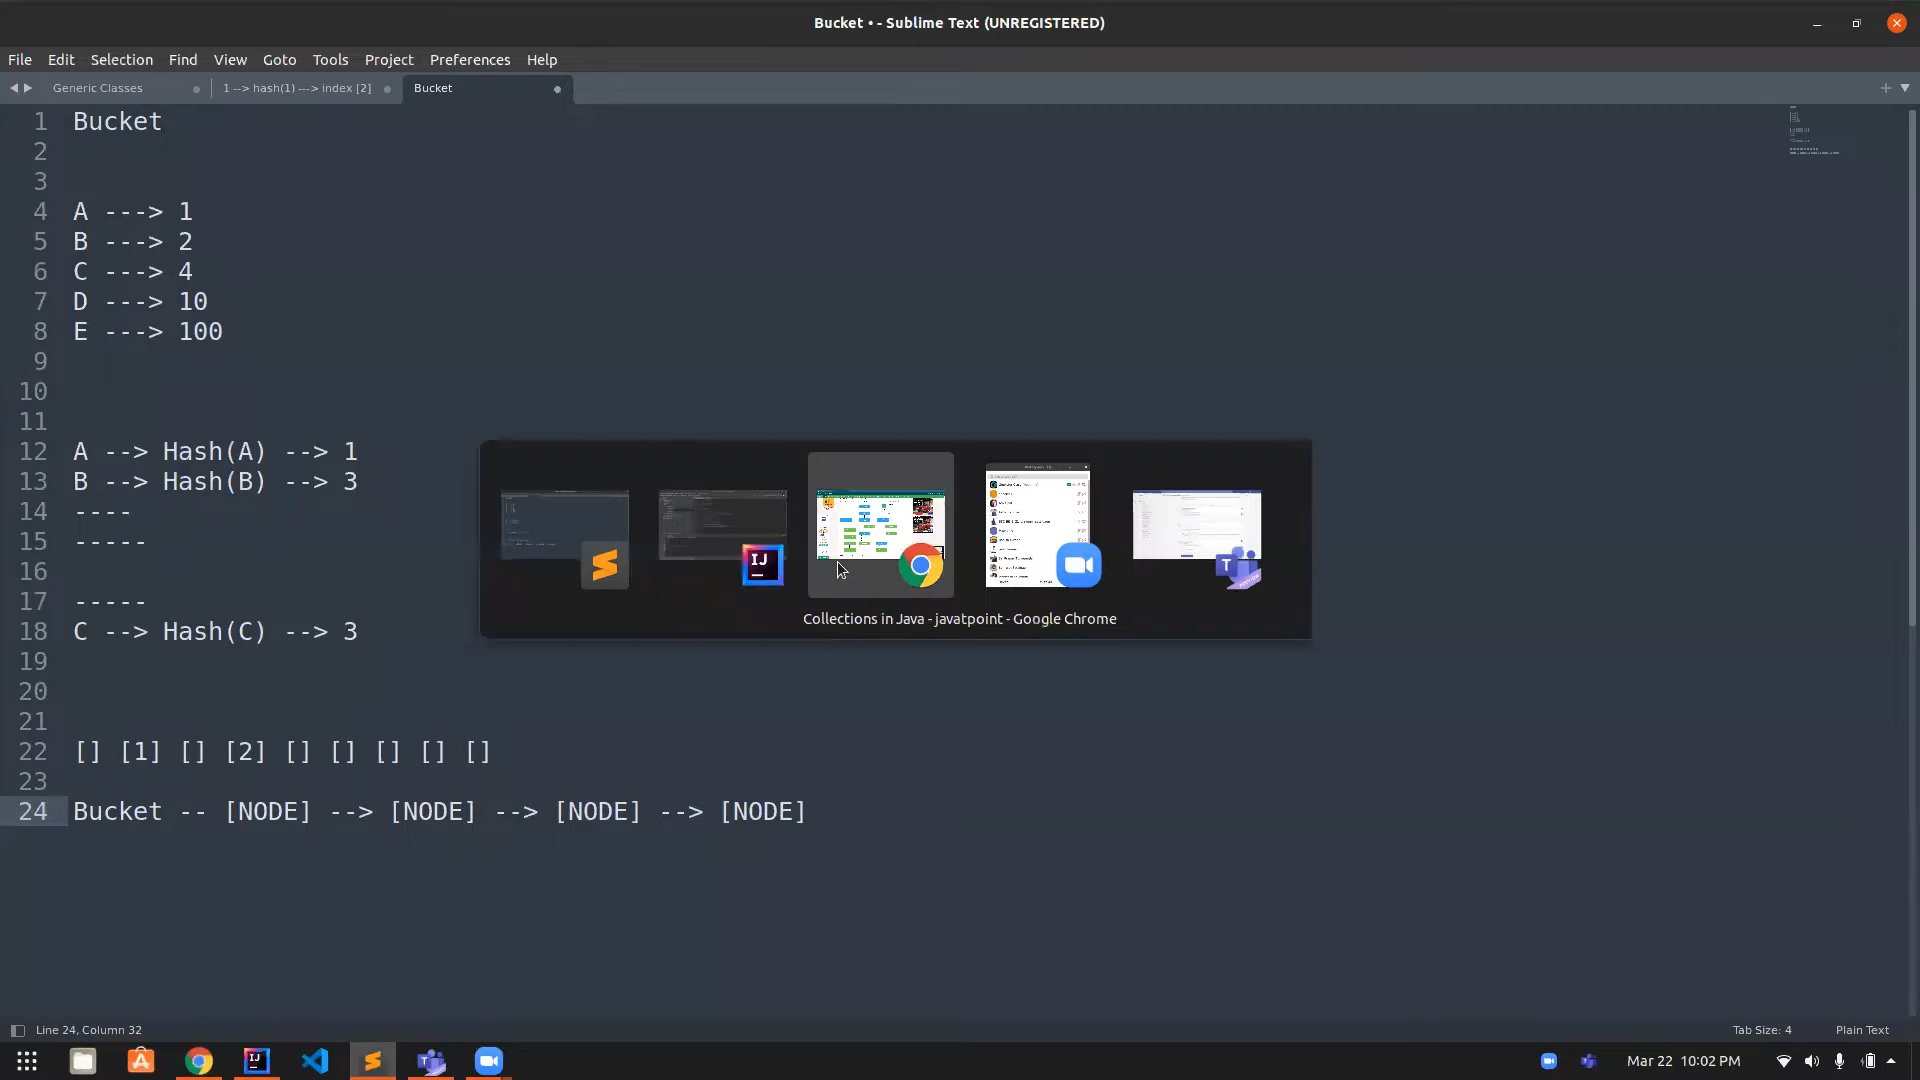 Bucket • - Sublime Text (UNREGISTERED)
File Edit Selection Find View Goto Tools Project Preferences Help
Generic Classes
1 --> hash(1) ---> index [2]
Bucket
1 Bucket
2
3
4 A ---> 1
5 B ---> 2
6 C ---> 4
7 D ---> 10
8 E ---> 100
9
10
11
12 A --> Hash(A) --> 1
13 B --> Hash(B) --> 3
14 ----
15 -----
16
17 -----
18 C --> Hash(C) --> 3
19
20
21
22 [] [1] [] [2] [] [] [] [] []
23
24 Bucket -- [NODE] --> [NODE] --> [NODE] --> [NODE]
Collections in Java - javatpoint - Google Chrome
Line 24, Column 32
Tab Size: 4
Plain Text
Mar 22 10:02 PM